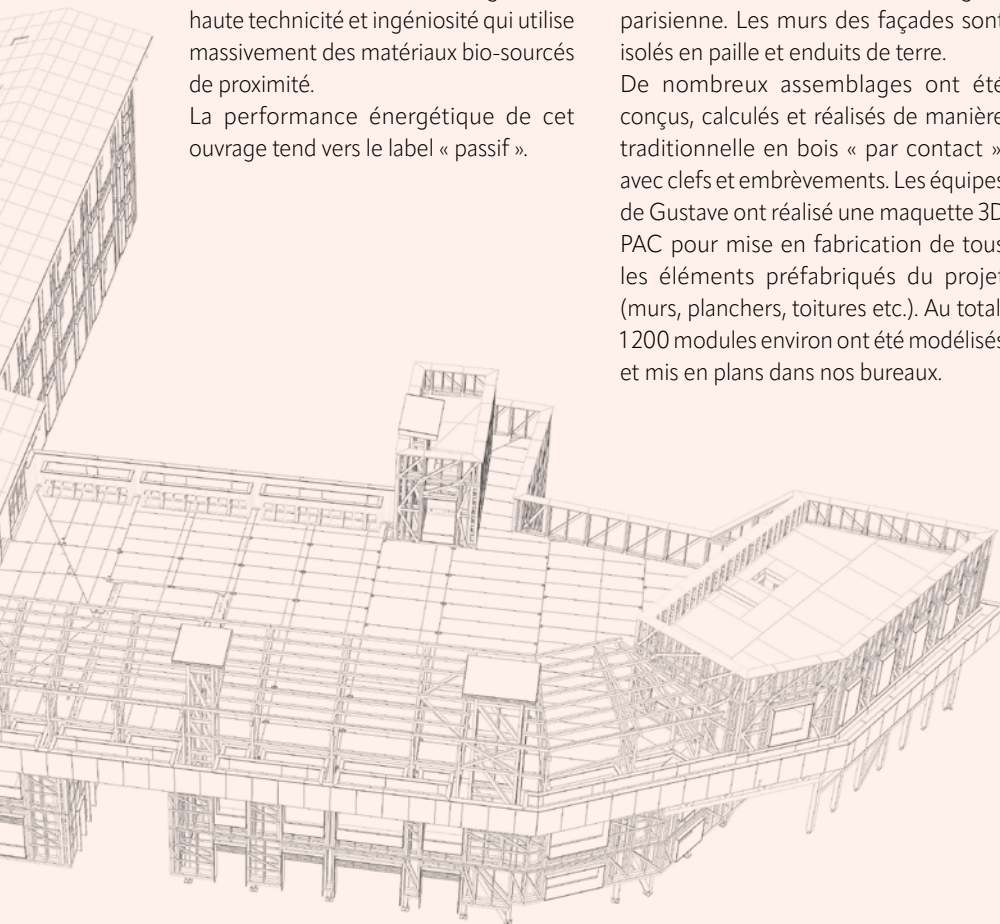 haute technicité et ingéniosité qui utilise
massivement des matériaux bio-sourcés
de proximité.
La performance énergétique de cet
ouvrage tend vers le label « passif ».
parisienne. Les murs des façades sont
isolés en paille et enduits de terre.
De nombreux assemblages ont été
conçus, calculés et réalisés de manière
traditionnelle en bois « par contact »
avec clefs et embrèvements. Les équipes
de Gustave ont réalisé une maquette 3D
PAC pour mise en fabrication de tous
les éléments préfabriqués du projet
(murs, planchers, toitures etc.). Au total
1200 modules environ ont été modélisés
et mis en plans dans nos bureaux.